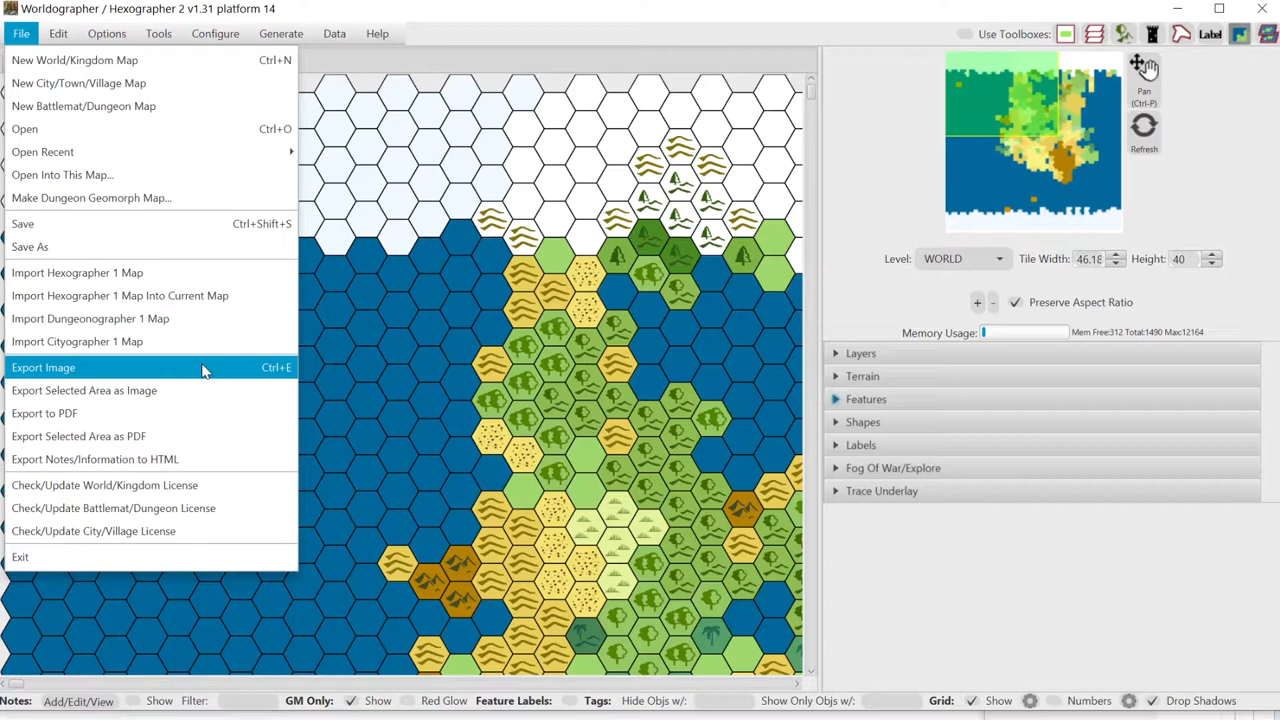 Worldographer / Hexographer 2 v1.31 platform 14
File Edit Options Tools Configure Generate Data Help Use Toolboxes: Label
New World/Kingdom Map Ctrl+N
New City/Town/Village Map
New Battlemat/Dungeon Map
Open Ctrl+O
Open Recent
Open Into This Map...
Make Dungeon Geomorph Map...
Save Ctrl+Shift+S
Save As
Import Hexographer 1 Map
Import Hexographer 1 Map Into Current Map
Import Dungeonographer 1 Map
Import Cityographer 1 Map
Export Image Ctrl+E
Export Selected Area as Image
Export to PDF
Export Selected Area as PDF
Export Notes/Information to HTML
Check/Update World/Kingdom License
Check/Update Battlemat/Dungeon License
Check/Update City/Village License
Exit
Pan
(Ctrl-P)
Refresh
Level: WORLD Tile Width: 46.18 Height: 40
+ - Preserve Aspect Ratio
Memory Usage: Mem Free:312 Total:1490 Max:12164
Layers
Terrain
Features
Shapes
Labels
Fog Of War/Explore
Trace Underlay
Notes: Add/Edit/View Show Filter: GM Only: Show Red Glow Feature Labels: Tags: Hide Objs w/: Show Only Objs w/: Grid: Show Numbers Drop Shadows